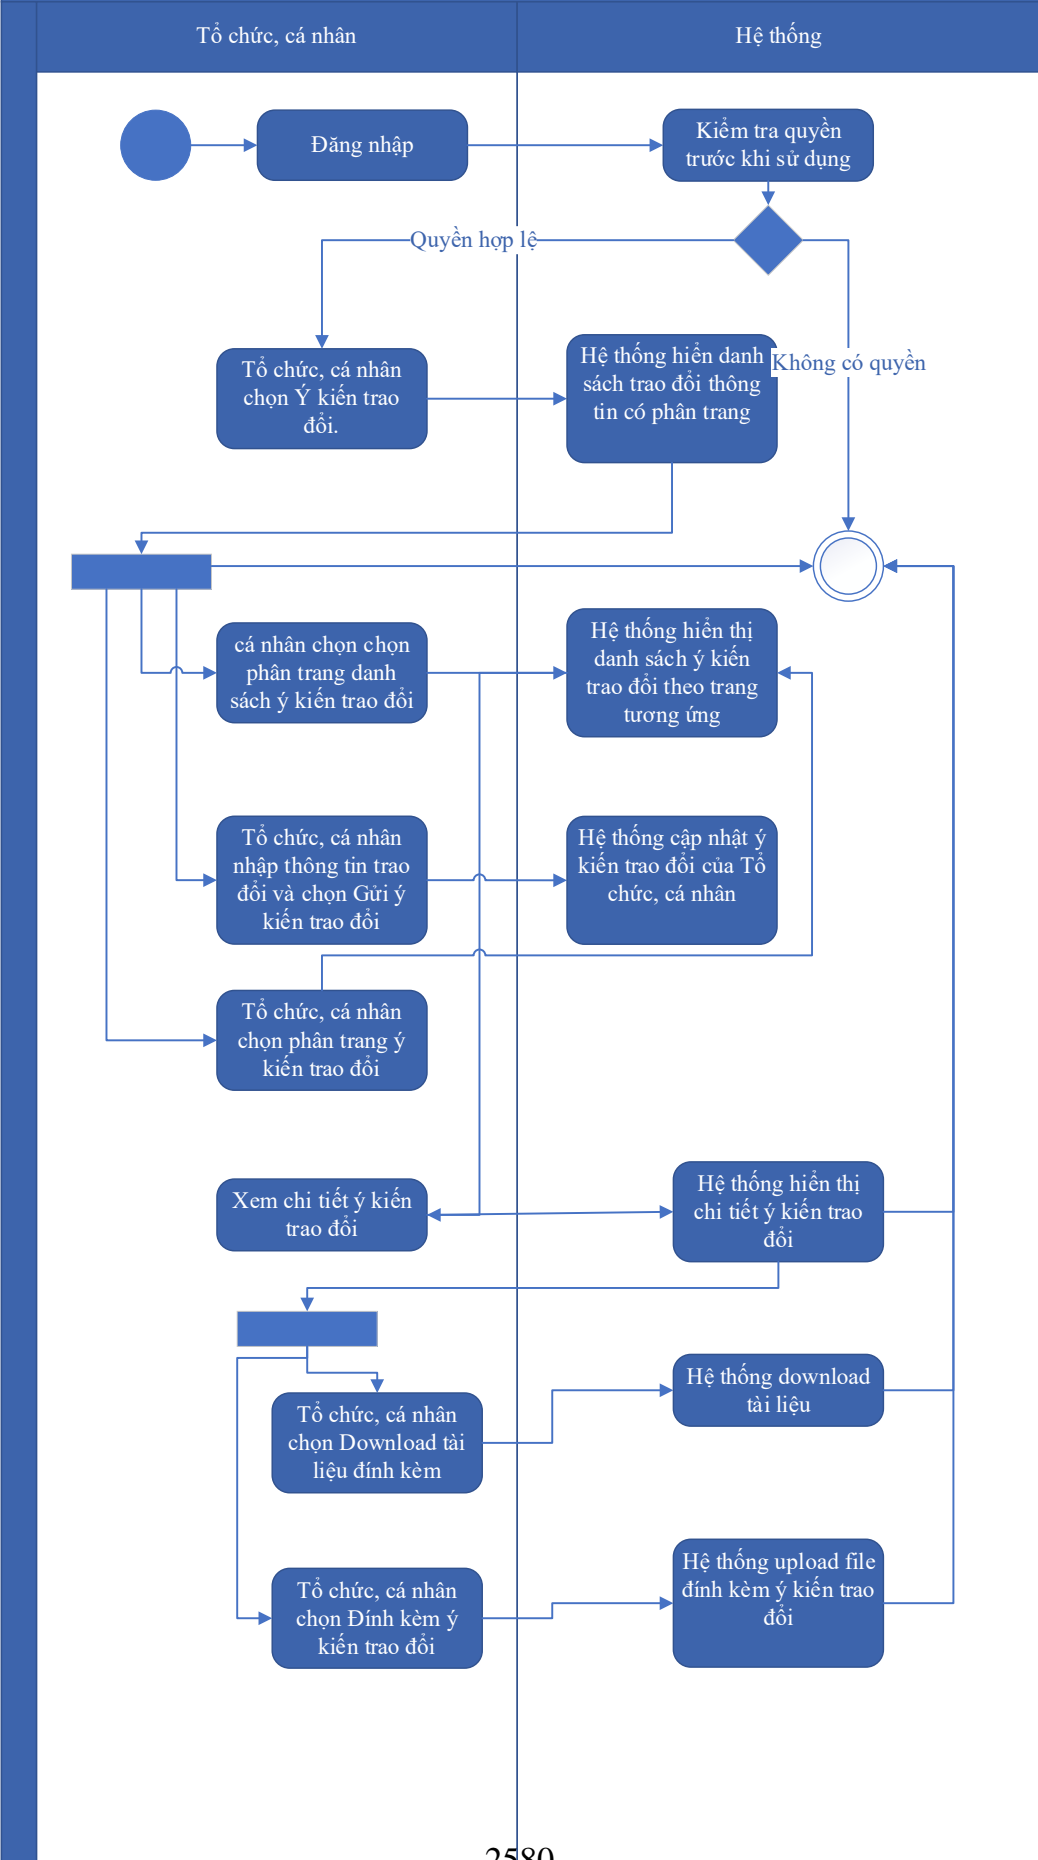 Tổ chức, cá nhân
Hệ thống
Đăng nhập
Kiểm tra quyền
trước khi sử dụng
Quyền hợp lệ
Tổ chức, cá nhân
chọn Ý kiến trao
đổi.
Hệ thống hiển danh
sách trao đổi thông
tin có phân trang
Không có quyền
cá nhân chọn chọn
phân trang danh
sách ý kiến trao đổi
Hệ thống hiển thị
danh sách ý kiến
trao đổi theo trang
tương ứng
Tổ chức, cá nhân
nhập thông tin trao
đổi và chọn Gửi ý
kiến trao đổi
Hệ thống cập nhật ý
kiến trao đổi của Tổ
chức, cá nhân
Tổ chức, cá nhân
chọn phân trang ý
kiến trao đổi
Xem chi tiết ý kiến
trao đổi
Hệ thống hiển thị
chi tiết ý kiến trao
đổi
Tổ chức, cá nhân
chọn Download tài
liệu đính kèm
Hệ thống download
tài liệu
Tổ chức, cá nhân
chọn Đính kèm ý
kiến trao đổi
Hệ thống upload file
đính kèm ý kiến trao
đổi
2580